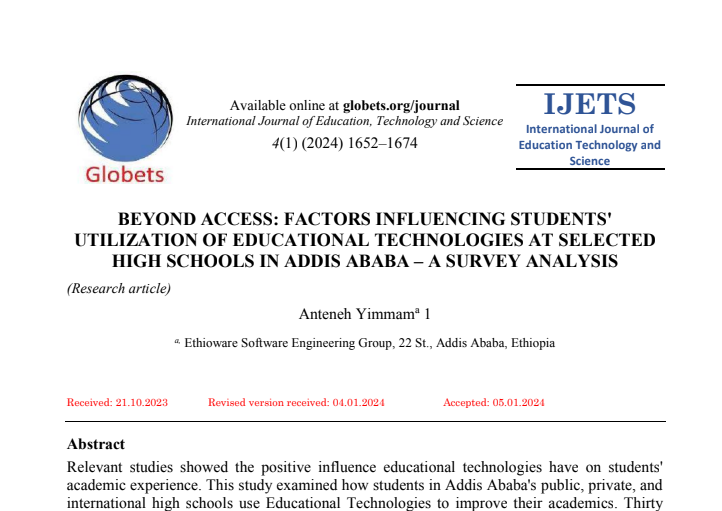 Globets
Available online at globets.org/journal
International Journal of Education, Technology and Science
4(1) (2024) 1652–1674
IJETS
International Journal of
Education Technology and
Science
BEYOND ACCESS: FACTORS INFLUENCING STUDENTS'
UTILIZATION OF EDUCATIONAL TECHNOLOGIES AT SELECTED
HIGH SCHOOLS IN ADDIS ABABA – A SURVEY ANALYSIS
(Research article)
Anteneh Yimmamᵃ 1
ᵃ, Ethioware Software Engineering Group, 22 St., Addis Ababa, Ethiopia
Received: 21.10.2023 Revised version received: 04.01.2024 Accepted: 05.01.2024
Abstract
Relevant studies showed the positive influence educational technologies have on students'
academic experience. This study examined how students in Addis Ababa's public, private, and
international high schools use Educational Technologies to improve their academics. Thirty